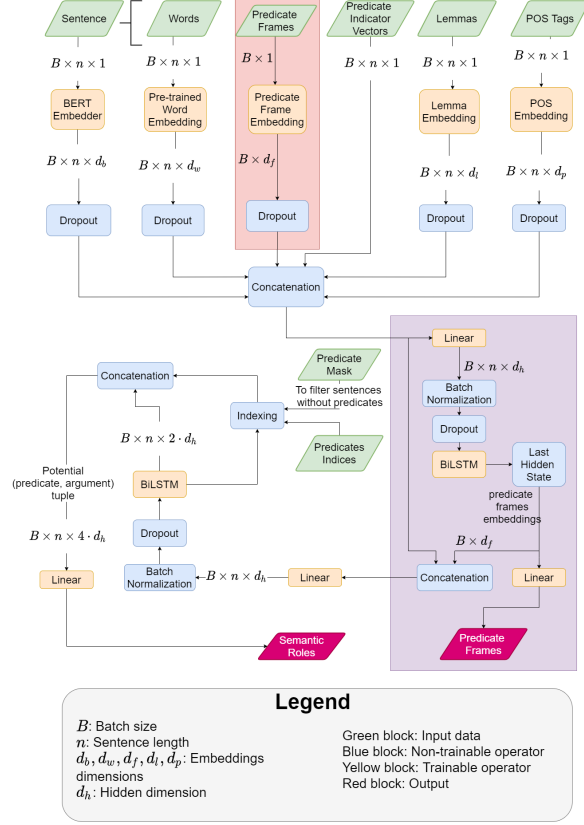 Sentence
Words
Predicate
Frames
Predicate
Indicator
Vectors
Lemmas
POS Tags
B × n × 1
B × n × 1
B × 1
B × n × 1
B × n × 1
B × n × 1
BERT
Embedder
Pre-trained
Word
Embedding
Predicate
Frame
Embedding
Lemma
Embedding
POS
Embedding
B × n × d_b
B × n × d_w
B × d_f
B × n × d_l
B × n × d_p
Dropout
Dropout
Dropout
Dropout
Dropout
Concatenation
Linear
B × n × d_h
Batch
Normalization
Dropout
BiLSTM
Last
Hidden
State
predicate
frames
embeddings
B × d_f
Concatenation
Linear
Predicate
Frames
Predicate
Mask
To filter sentences
without predicates
Predicates
Indices
Indexing
Concatenation
B × n × 2 · d_h
BiLSTM
Dropout
Batch
Normalization
B × n × d_h
Linear
Potential
(predicate, argument)
tuple
B × n × 4 · d_h
Linear
Semantic
Roles
Legend
B: Batch size
n: Sentence length
d_b, d_w, d_f, d_l, d_p: Embeddings
dimensions
d_h: Hidden dimension
Green block: Input data
Blue block: Non-trainable operator
Yellow block: Trainable operator
Red block: Output